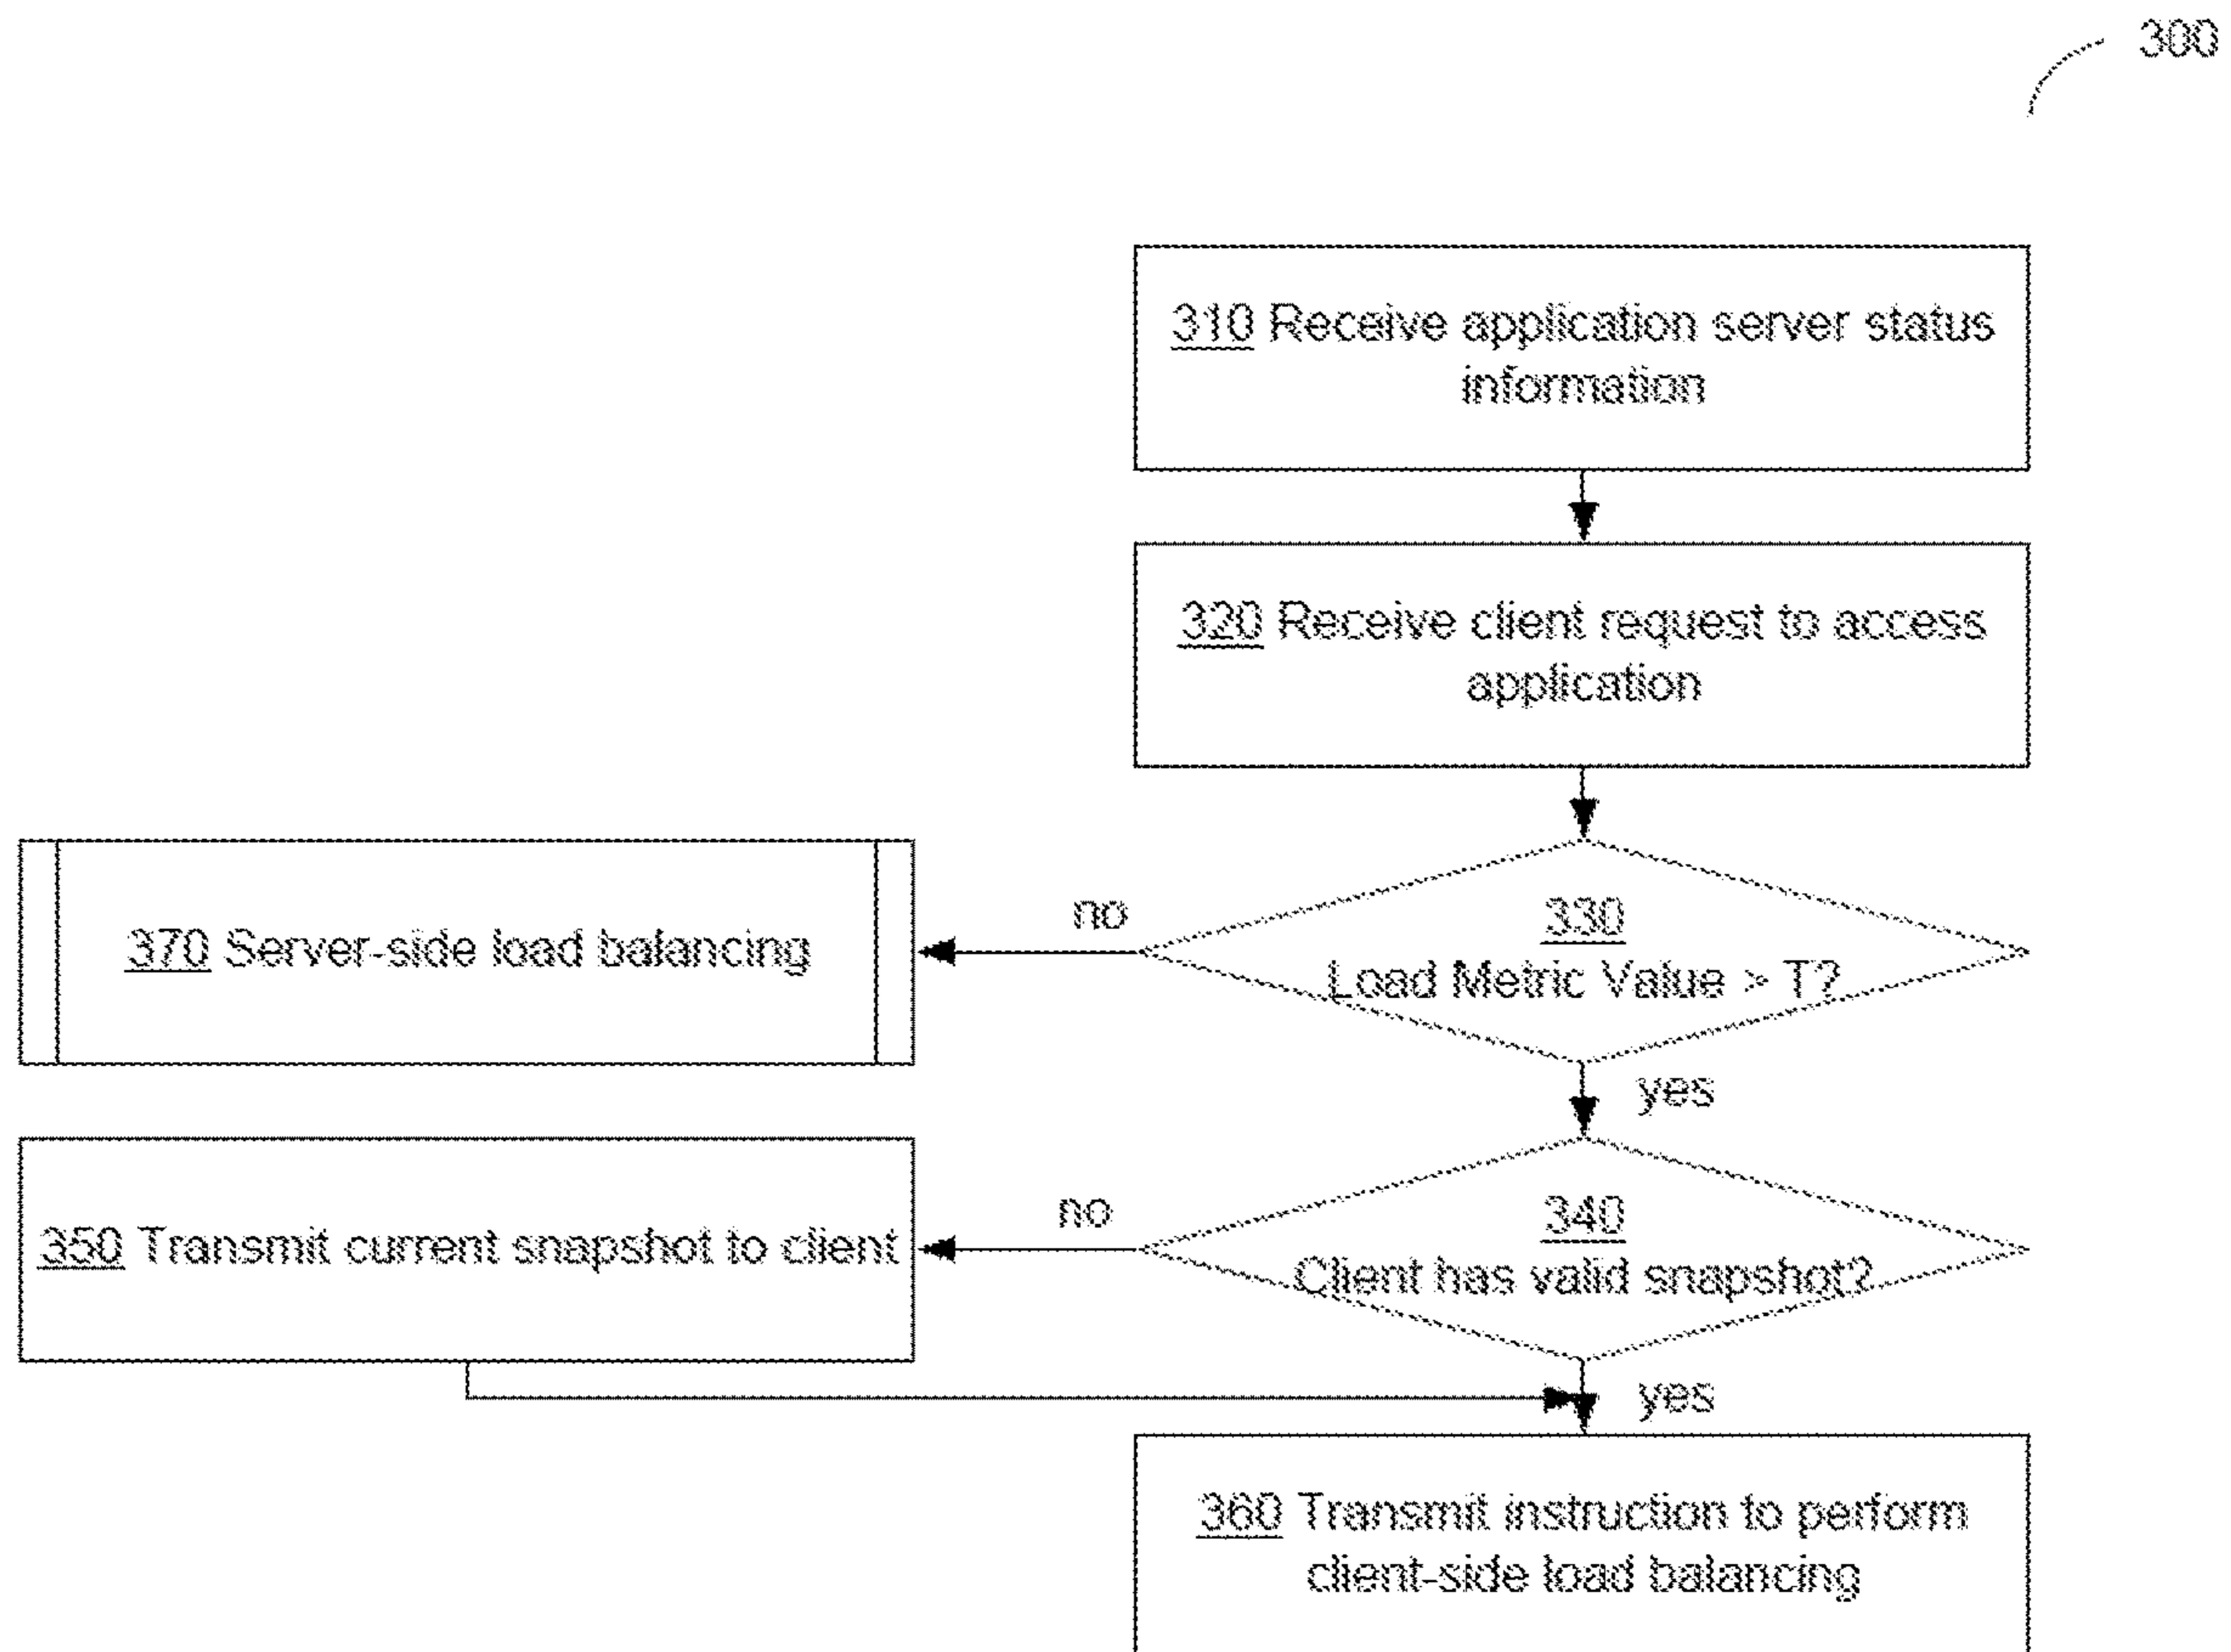 300
310 Receive application server status
information
320 Receive client request to access
application
no
330
370 Server-side load balancing
Load Metric Value > T?
yes
no
340
350 Transmit current snapshot to client
Client has valid snapshot?
yes
360 Transmit instruction to perform
client-side load balancing